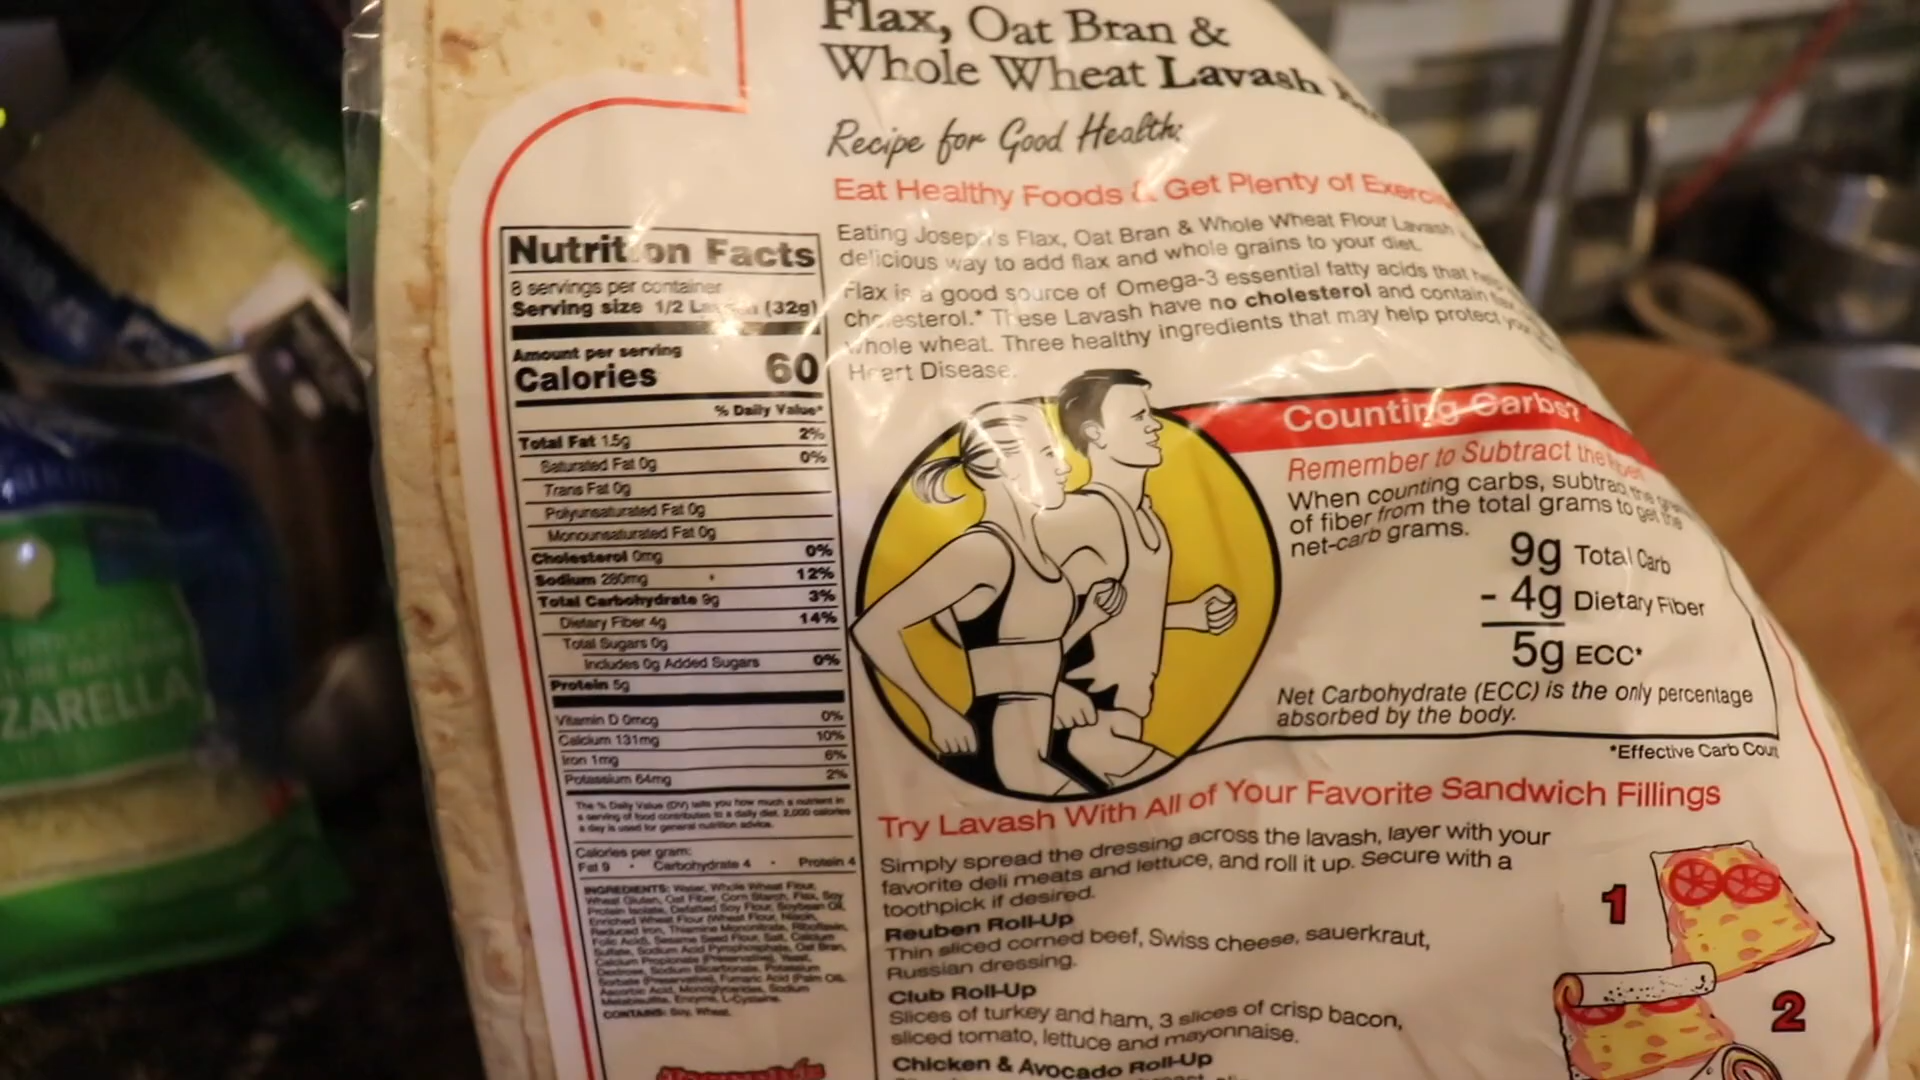 Flax, Oat Bran &
Whole Wheat Lavash
Recipe for Good Health:
Eat Healthy Foods & Get Plenty of
Eating Joseph's Flax, Oat Bran & Whole Wheat Flour Lavash
delicious way to add flax and whole grains to your diet.
Flax is a good source of Omega-3 essential fatty acids that
cholesterol.* These Lavash have no cholesterol and contain
whole wheat. Three healthy ingredients that may help protect
Heart Disease.
Nutrition Facts
8 servings per container
Serving size 1/2 (32g)
Amount per serving
Calories 60
% Daily Value*
Total Fat 1.5g 2%
Saturated Fat 0g 0%
Trans Fat 0g
Polyunsaturated Fat 0g
Monounsaturated Fat 0g
Cholesterol 0mg 0%
Sodium 280mg 12%
Total Carbohydrate 9g 3%
Dietary Fiber 4g 14%
Total Sugars 0g
Includes 0g Added Sugars 0%
Protein 5g
Vitamin D 0mcg 0%
Calcium 131mg 10%
Iron 1mg 6%
Potassium 64mg 2%
The % Daily Value (DV) tells you how much a nutrient in
a serving of food contributes to a daily diet. 2,000 calories
a day is used for general nutrition advice.
Calories per gram:
Fat 9 • Carbohydrate 4 • Protein 4
INGREDIENTS: Water, Whole Wheat Flour,
Wheat Gluten, Oat Fiber, Corn Starch, Flax, Soy
Protein Isolate, Defatted Soy Flour, Soybean Oil,
Enriched Wheat Flour (Wheat Flour, Niacin,
Reduced Iron, Thiamine Mononitrate, Riboflavin,
Folic Acid), Sesame Seed Flour, Salt, Calcium
Sulfate, Sodium Acid Pyrophosphate, Oat Bran,
Calcium Propionate (Preservative), Yeast,
Dextrose, Sodium Bicarbonate, Potassium
Sorbate (Preservative), Fumaric Acid (Palm Oil),
Ascorbic Acid, Monoglycerides, Sodium
Metabisulfite, Enzyme, L-Cysteine.
CONTAINS: Soy, Wheat.
Counting Carbs?
Remember to Subtract the
When counting carbs, subtract the
of fiber from the total grams to get the
net-carb grams.
9g Total Carb
- 4g Dietary Fiber
5g ECC*
Net Carbohydrate (ECC) is the only percentage
absorbed by the body.
*Effective Carb Count
Try Lavash With All of Your Favorite Sandwich Fillings
Simply spread the dressing across the lavash, layer with your
favorite deli meats and lettuce, and roll it up. Secure with a
toothpick if desired.
Reuben Roll-Up
Thin sliced corned beef, Swiss cheese, sauerkraut,
Russian dressing.
Club Roll-Up
Slices of turkey and ham, 3 slices of crisp bacon,
sliced tomato, lettuce and mayonnaise.
Chicken & Avocado Roll-Up
1
2
ZARELLA